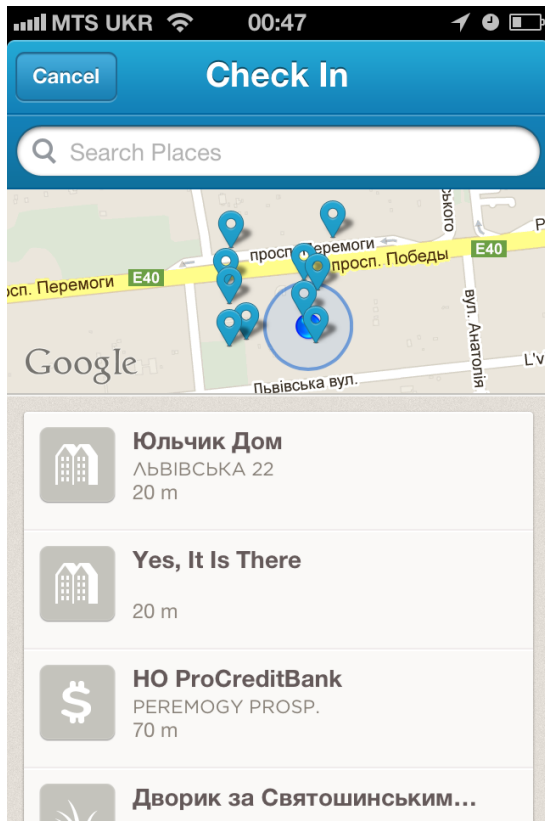 MTS UKR 00:47
Cancel
Check In
Search Places
просп. Перемоги
E40
просп. Победы
E40
сп. Перемоги
вул. Анатолія
Google
Львівська вул.
L'v
Юльчик Дом
ЛЬВІВСЬКА 22
20 m
Yes, It Is There
20 m
НО ProCreditBank
PEREMOGY PROSP.
70 m
Дворик за Святошинським...